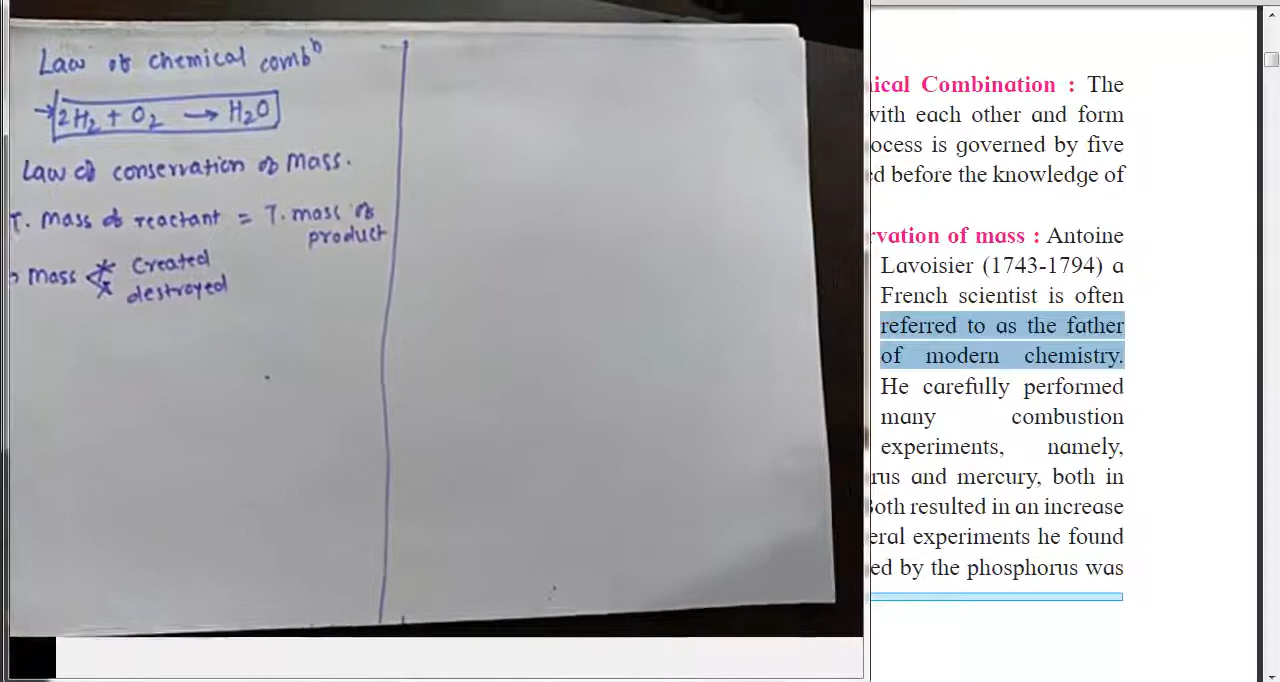 Law of chemical combⁿ
→ 2H₂ + O₂ → H₂O
Law of conservation of Mass.
T. Mass of reactant = T. mass of
product
Mass Created
destroyed
ical Combination : The
with each other and form
ocess is governed by five
ed before the knowledge of
rvation of mass : Antoine
Lavoisier (1743-1794) a
French scientist is often
referred to as the father
of modern chemistry.
He carefully performed
many combustion
experiments, namely,
rus and mercury, both in
Both resulted in an increase
eral experiments he found
ed by the phosphorus was